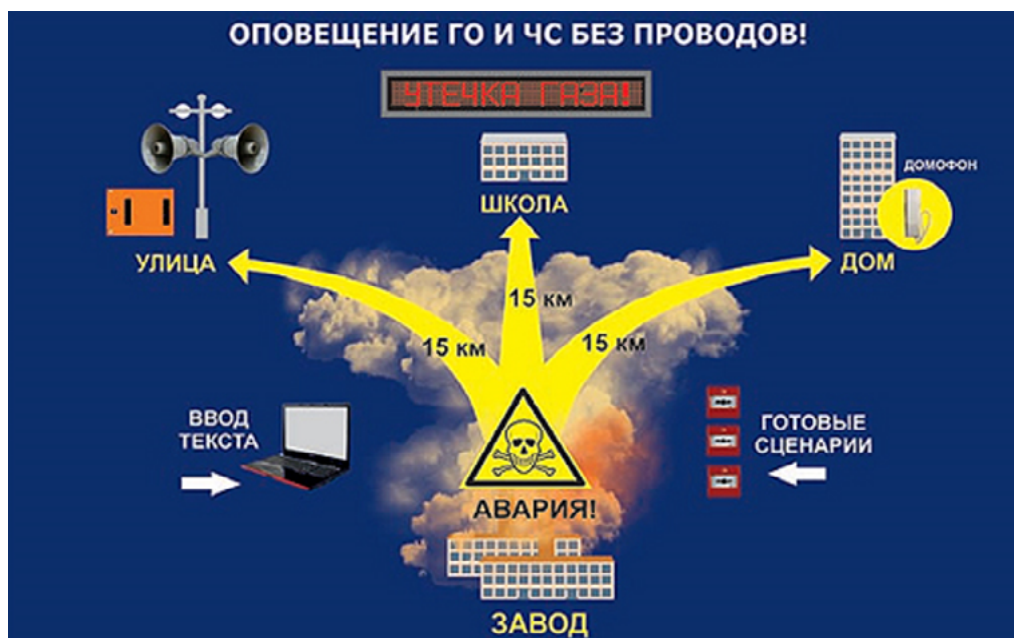 ОПОВЕЩЕНИЕ ГО И ЧС БЕЗ ПРОВОДОВ!
УТЕЧКА ГАЗА!
ДОМОФОН
ШКОЛА
УЛИЦА
ДОМ
15 км
15 км
15 км
ВВОД
ТЕКСТА
ГОТОВЫЕ
СЦЕНАРИИ
АВАРИЯ!
ЗАВОД